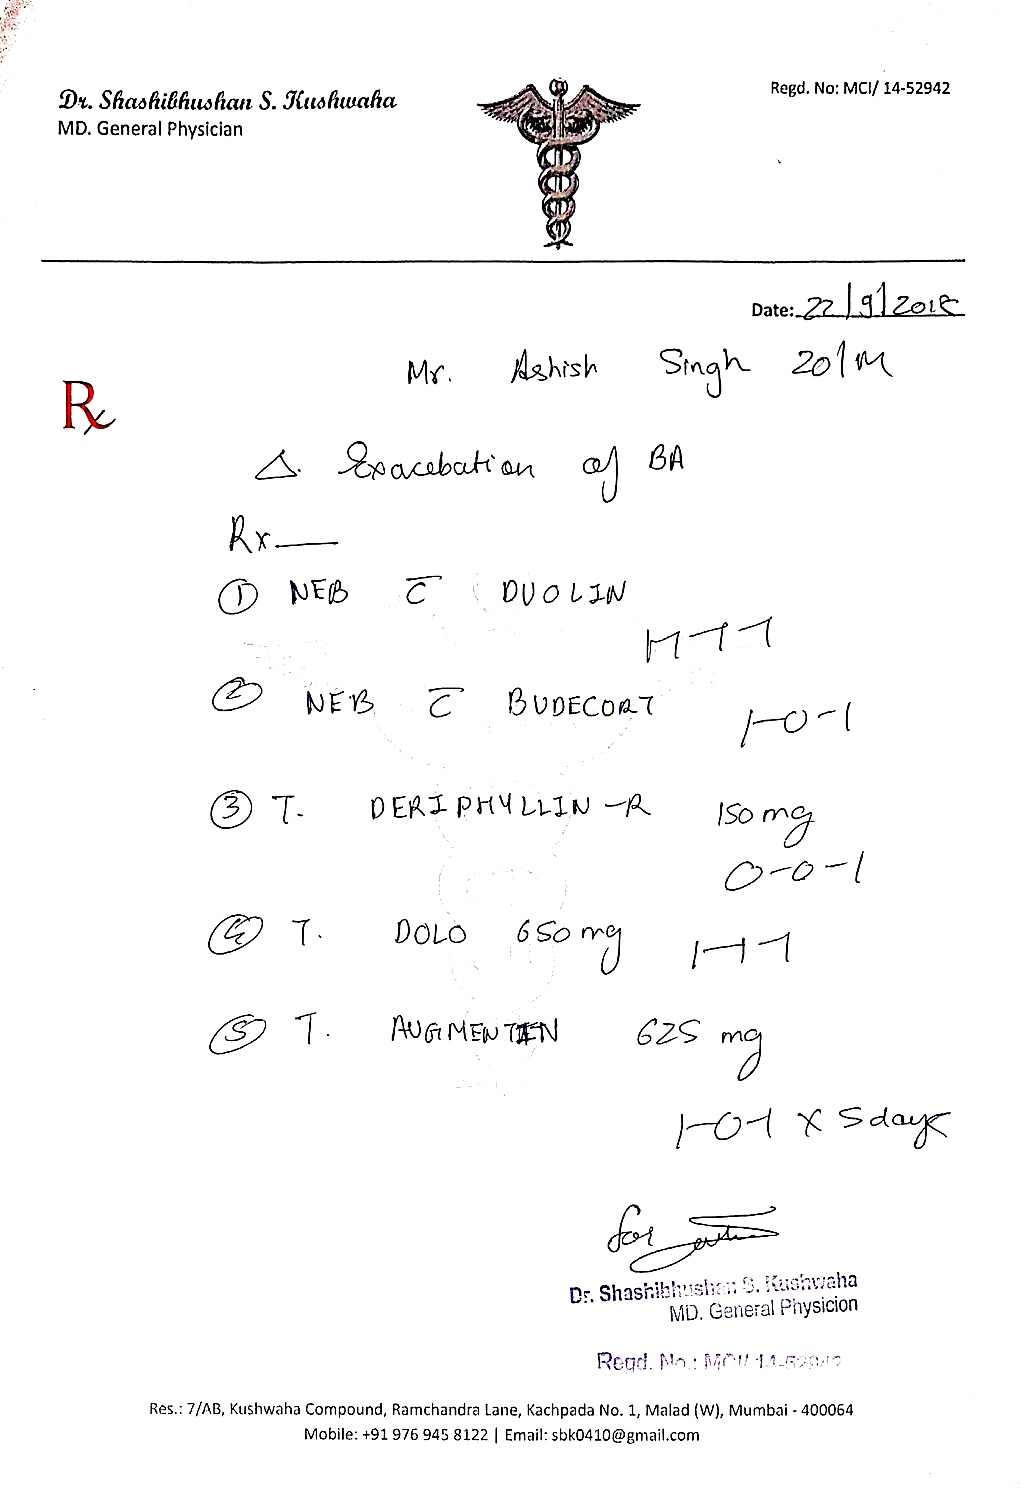 Dr. Shashibhushan S. Kushwaha
MD. General Physician
Regd. No: MCI/ 14-52942
Date: 22/9/2018
Mr. Ashish Singh 20/M
Rx
Δ. Exacebation of BA
Rx
① NEB c̅ DUOLIN
1-1-1
② NEB c̅ BUDECORT
1-0-1
③ T. DERIPHYLLIN-R 150mg
0-0-1
④ T. DOLO 650mg 1-1-1
⑤ T. AUGMENTIN 625 mg
1-0-1 x 5days
for
Dr. Shashibhushan S. Kushwaha
MD. General Physicion
Regd. No.: MCI/ 14-52942
Res.: 7/AB, Kushwaha Compound, Ramchandra Lane, Kachpada No. 1, Malad (W), Mumbai - 400064
Mobile: +91 976 945 8122 | Email: sbk0410@gmail.com